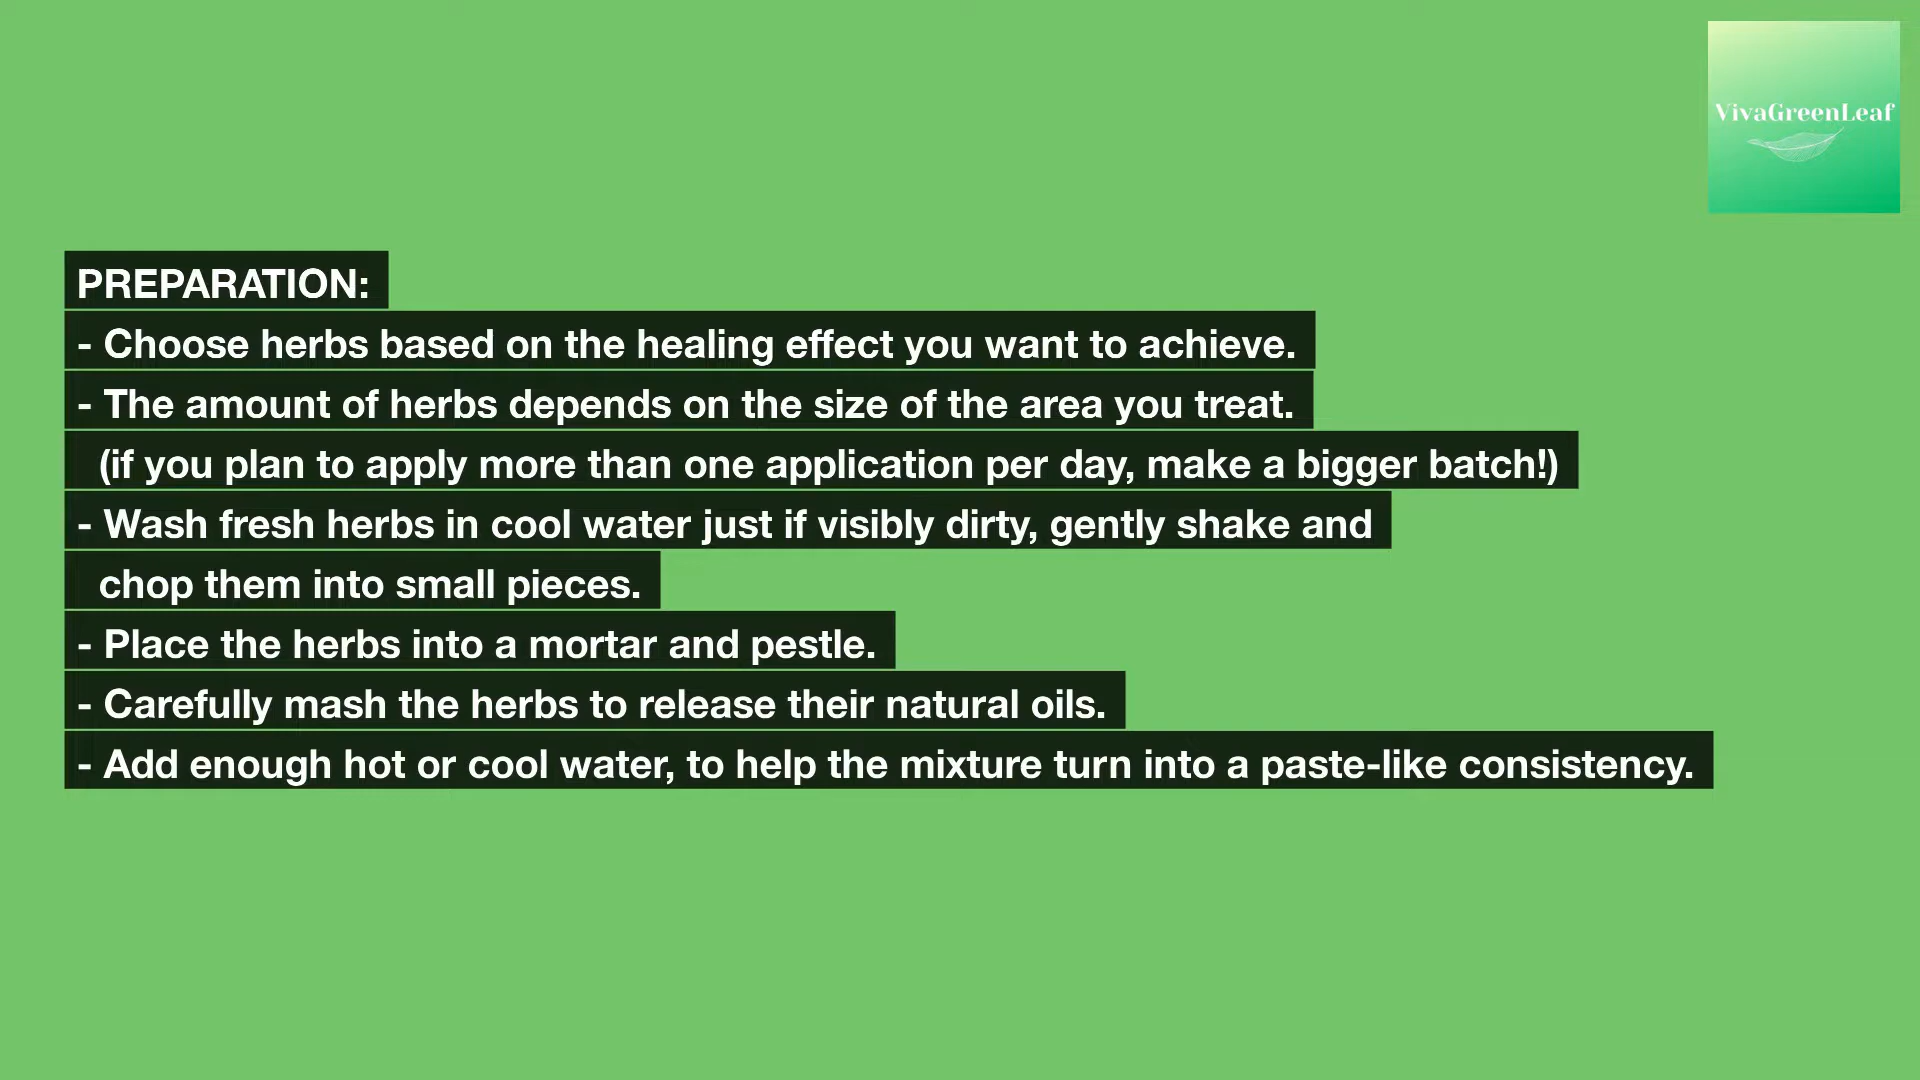 VivaGreenLeaf
PREPARATION:
- Choose herbs based on the healing effect you want to achieve.
- The amount of herbs depends on the size of the area you treat.
(if you plan to apply more than one application per day, make a bigger batch!)
- Wash fresh herbs in cool water just if visibly dirty, gently shake and
chop them into small pieces.
- Place the herbs into a mortar and pestle.
- Carefully mash the herbs to release their natural oils.
- Add enough hot or cool water, to help the mixture turn into a paste-like consistency.